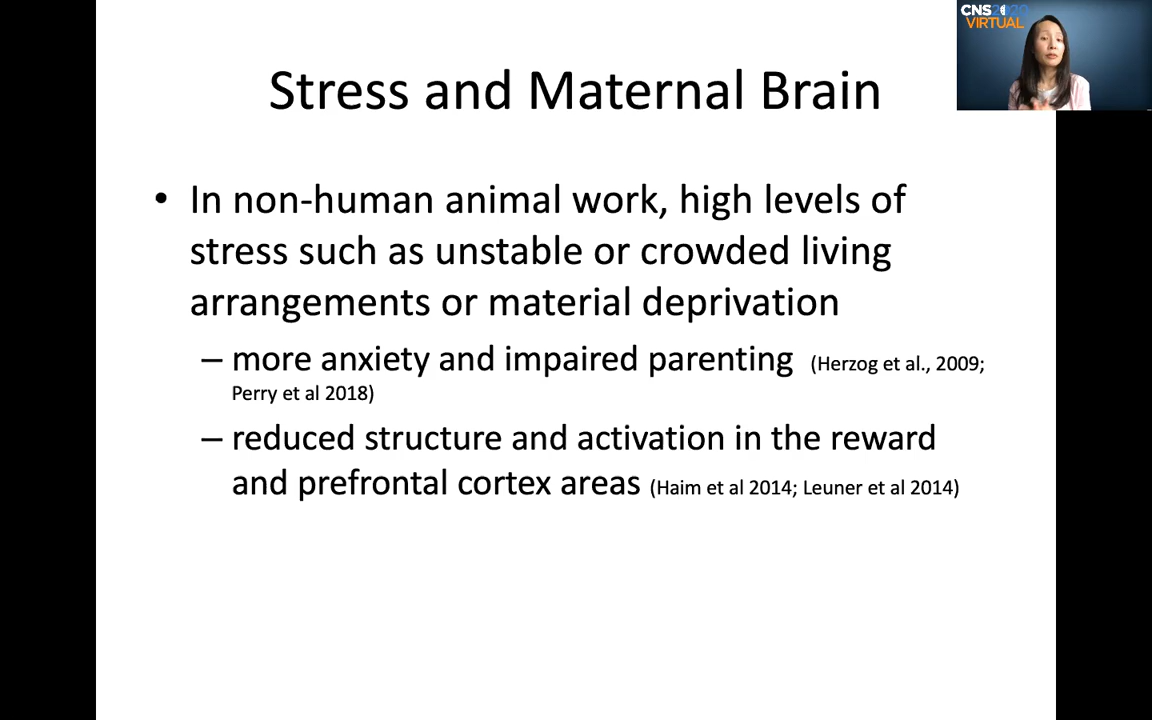 CNS2020
VIRTUAL
Stress and Maternal Brain
• In non-human animal work, high levels of
stress such as unstable or crowded living
arrangements or material deprivation
– more anxiety and impaired parenting (Herzog et al., 2009;
Perry et al 2018)
– reduced structure and activation in the reward
and prefrontal cortex areas (Haim et al 2014; Leuner et al 2014)